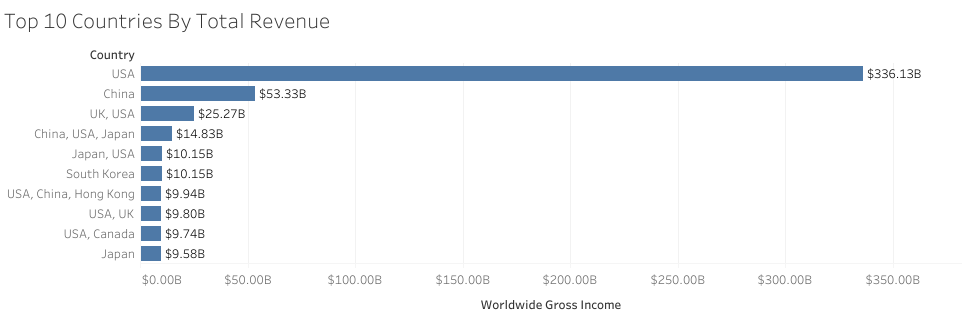 Top 10 Countries By Total Revenue
Country
USA $336.13B
China $53.33B
UK, USA $25.27B
China, USA, Japan $14.83B
Japan, USA $10.15B
South Korea $10.15B
USA, China, Hong Kong $9.94B
USA, UK $9.80B
USA, Canada $9.74B
Japan $9.58B
$0.00B $50.00B $100.00B $150.00B $200.00B $250.00B $300.00B $350.00B
Worldwide Gross Income